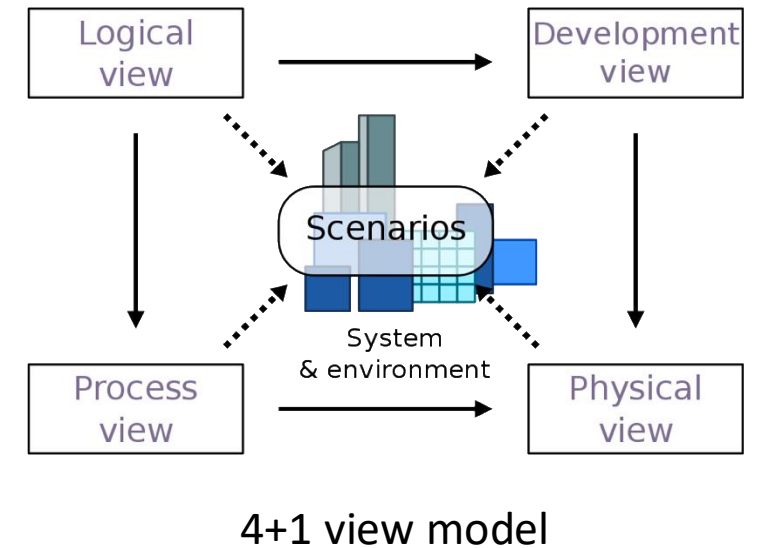 Logical
view
Development
view
Scenarios
System
& environment
Process
view
Physical
view
4+1 view model